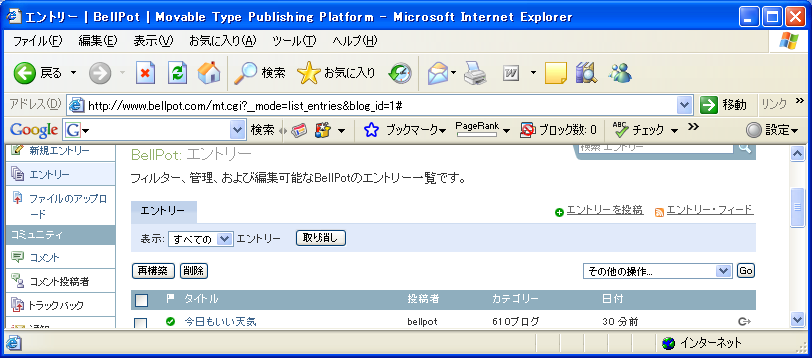 エントリー | BellPot | Movable Type Publishing Platform - Microsoft Internet Explorer
ファイル(F) 編集(E) 表示(V) お気に入り(A) ツール(T) ヘルプ(H)
戻る 検索 お気に入り
アドレス(D) http://www.bellpot.com/mt.cgi?__mode=list_entries&blog_id=1# 移動 リンク »
Google G 検索 ブックマーク PageRank ブロック数: 0 ABC チェック » 設定
新規エントリー
エントリー
ファイルのアップロ
ード
コミュニティ
コメント
コメント投稿者
トラックバック
BellPot: エントリー
検索 エントリー
フィルター、管理、および編集可能なBellPotのエントリー一覧です。
エントリー
エントリーを投稿 エントリー・フィード
表示: すべての エントリー 取り消し
再構築 削除 その他の操作... Go
タイトル 投稿者 カテゴリー 日付
今日もいい天気 bellpot 610ブログ 30 分前
インターネット